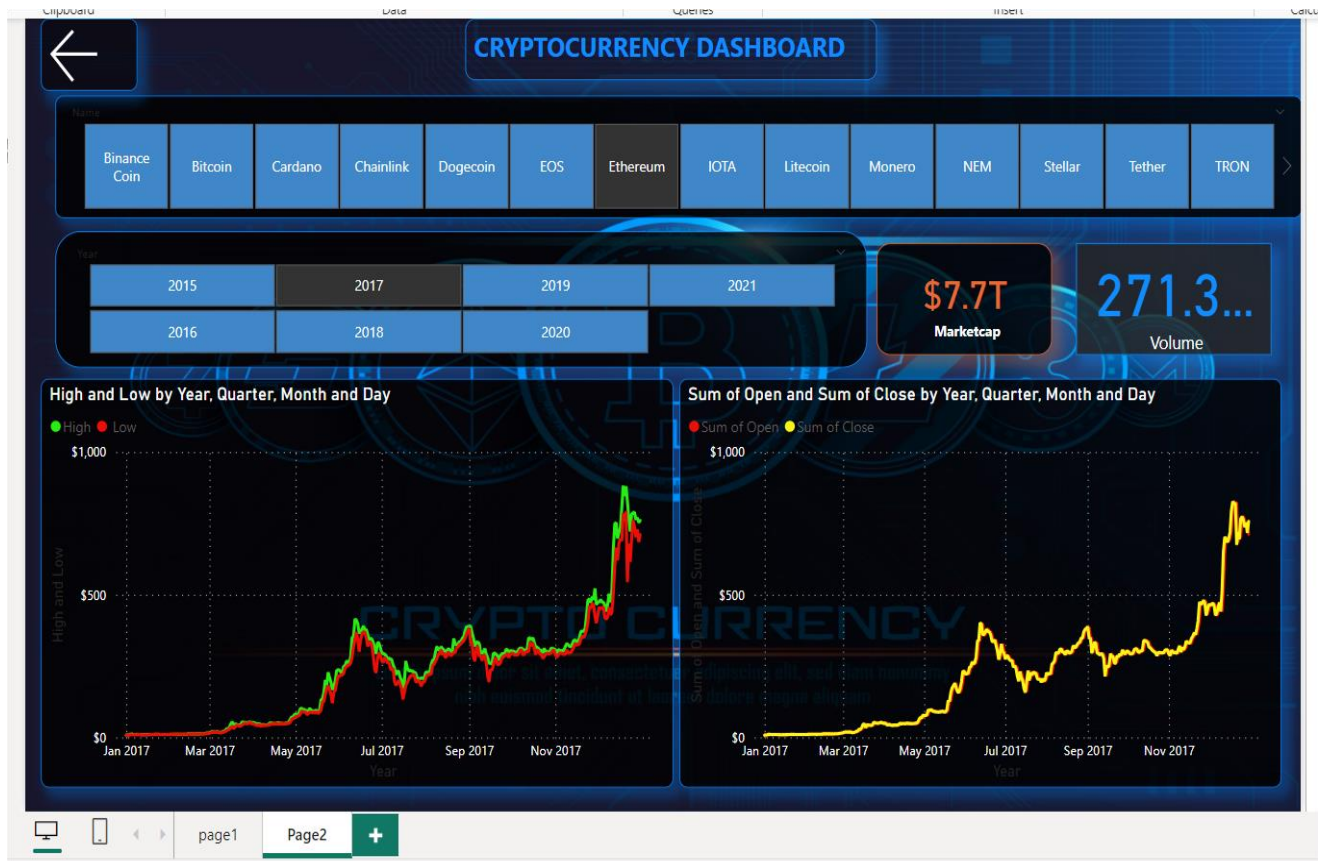 Clipboard
Data
Queries
Insert
CRYPTOCURRENCY DASHBOARD
Name
Binance
Coin
Bitcoin
Cardano
Chainlink
Dogecoin
EOS
Ethereum
IOTA
Litecoin
Monero
NEM
Stellar
Tether
TRON
Year
2015
2017
2019
2021
2016
2018
2020
$7.7T
Marketcap
271.3...
Volume
High and Low by Year, Quarter, Month and Day
High Low
$1,000
$500
$0
High and Low
Jan 2017 Mar 2017 May 2017 Jul 2017 Sep 2017 Nov 2017
Year
Sum of Open and Sum of Close by Year, Quarter, Month and Day
Sum of Open Sum of Close
$1,000
$500
$0
Sum of Open and Sum of Close
Jan 2017 Mar 2017 May 2017 Jul 2017 Sep 2017 Nov 2017
Year
CRYPTO CURRENCY
page1
Page2